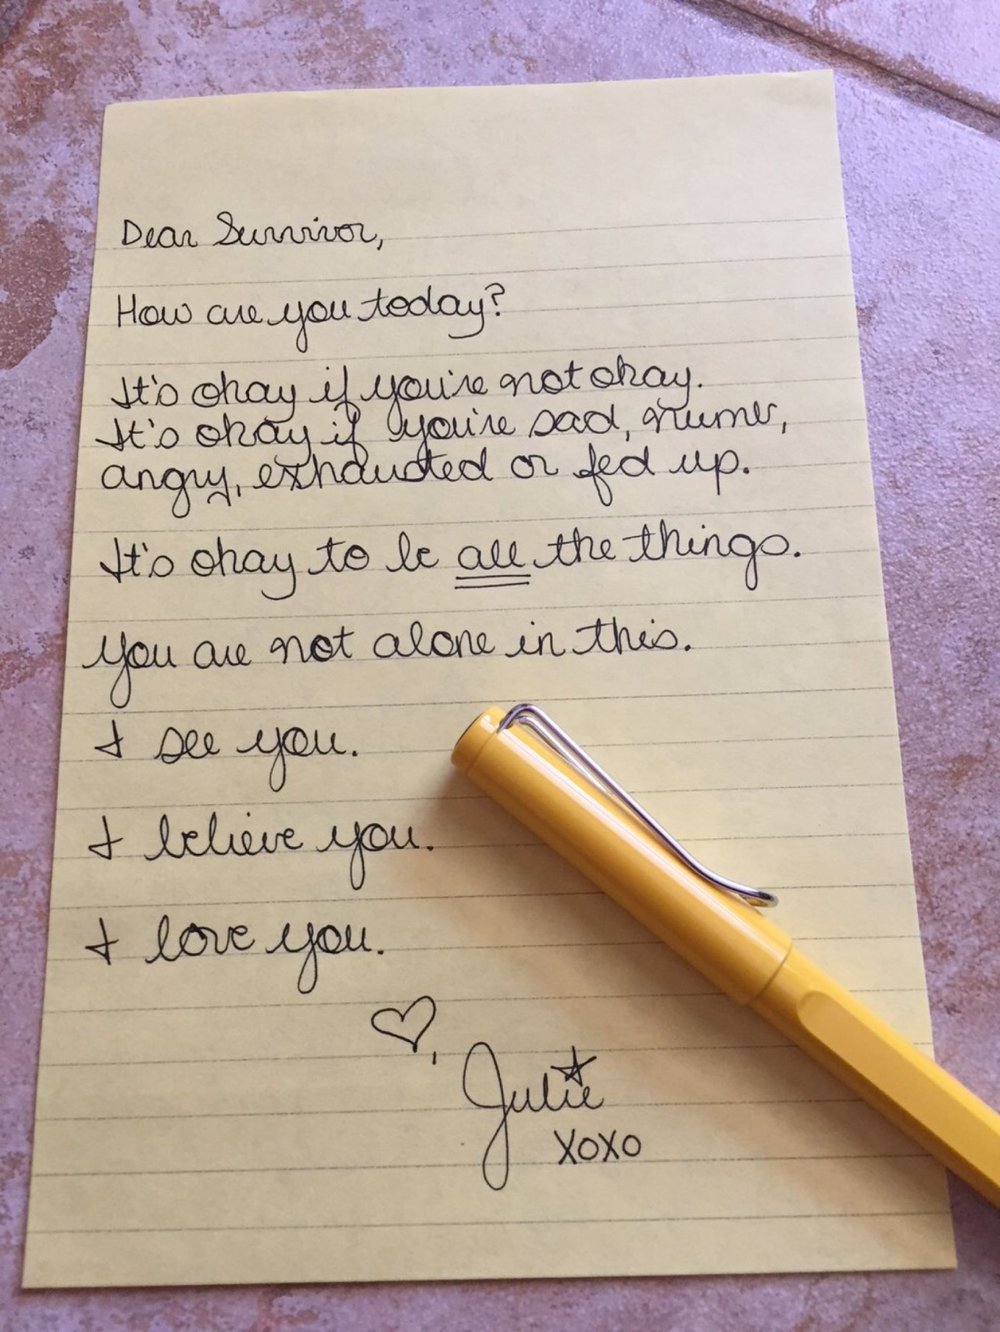 Dear Survivor,
How are you today?
It's okay if you're not okay.
It's okay if you're sad, numb,
angry, exhausted or fed up.
It's okay to be all the things.
You are not alone in this.
I see you.
I believe you.
I love you.
♡,
Julie
XOXO